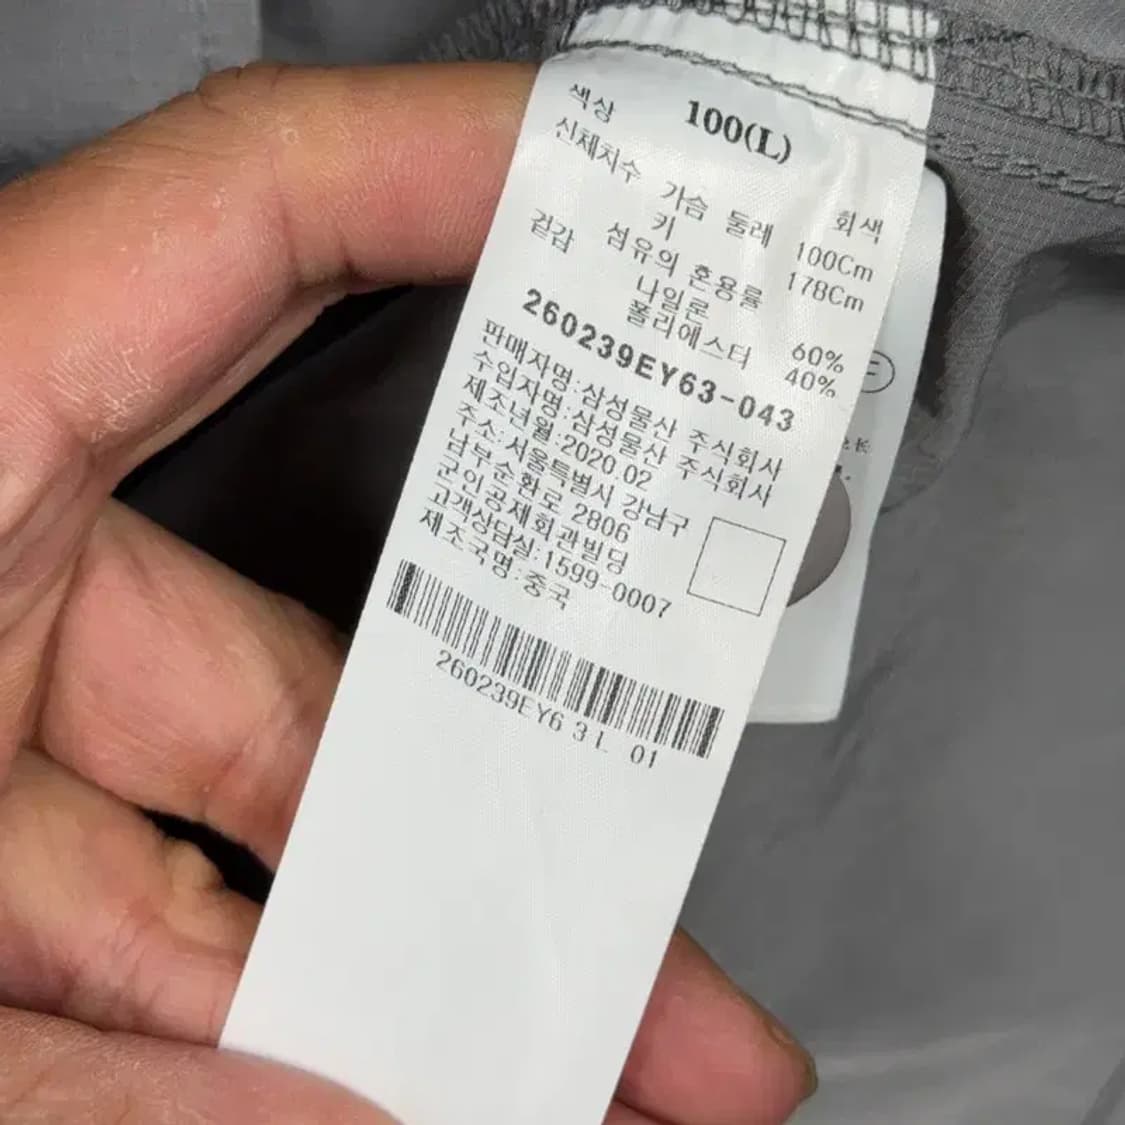 100(L)
색상 회색
신체치수
가슴 둘레 100Cm
키 178Cm
섬유의 혼용률
겉감
나일론 60%
폴리에스터 40%
260239EY63-043
판매자명:삼성물산 주식회사
수입자명:삼성물산 주식회사
제조년월:2020.02
주소:서울특별시 강남구
남부순환로 2806
군인공제회관빌딩
고객상담실:1599-0007
제조국명:중국
260239EY6 3 L 01